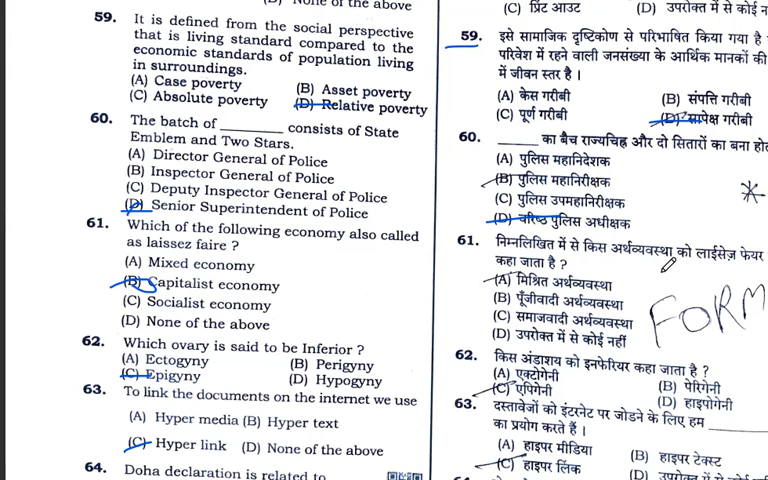 (D) None of the above
59. It is defined from the social perspective
that is living standard compared to the
economic standards of population living
in surroundings.
(A) Case poverty (B) Asset poverty
(C) Absolute poverty (D) Relative poverty
60. The batch of ________ consists of State
Emblem and Two Stars.
(A) Director General of Police
(B) Inspector General of Police
(C) Deputy Inspector General of Police
(D) Senior Superintendent of Police
61. Which of the following economy also called
as laissez faire ?
(A) Mixed economy
(B) Capitalist economy
(C) Socialist economy
(D) None of the above
62. Which ovary is said to be Inferior ?
(A) Ectogyny (B) Perigyny
(C) Epigyny (D) Hypogyny
63. To link the documents on the internet we use
(A) Hyper media (B) Hyper text
(C) Hyper link (D) None of the above
64. Doha declaration is related to
(C) प्रिंट आउट (D) उपरोक्त में से कोई
59. इसे सामाजिक दृष्टिकोण से परिभाषित किया गया है
परिवेश में रहने वाली जनसंख्या के आर्थिक मानकों की
में जीवन स्तर है ।
(A) केस गरीबी (B) संपत्ति गरीबी
(C) पूर्ण गरीबी (D) सापेक्ष गरीबी
60. ______ का बैच राज्यचिह्न और दो सितारों का बना
(A) पुलिस महानिदेशक
(B) पुलिस महानिरीक्षक
(C) पुलिस उपमहानिरीक्षक
(D) वरिष्ठ पुलिस अधीक्षक
61. निम्नलिखित में से किस अर्थव्यवस्था को लाईसेज़ फेयर
कहा जाता है ?
(A) मिश्रित अर्थव्यवस्था
(B) पूँजीवादी अर्थव्यवस्था
(C) समाजवादी अर्थव्यवस्था
(D) उपरोक्त में से कोई नहीं
FORM
62. किस अंडाशय को इनफेरियर कहा जाता है ?
(A) एक्टोगेनी (B) पेरिगेनी
(C) एपिगेनी (D) हाइपोगेनी
63. दस्तावेजों को इंटरनेट पर जोडने के लिए हम ______
का प्रयोग करते हैं ।
(A) हाइपर मीडिया (B) हाइपर टेक्स्ट
(C) हाइपर लिंक (D) उपरोक्त में से कोई